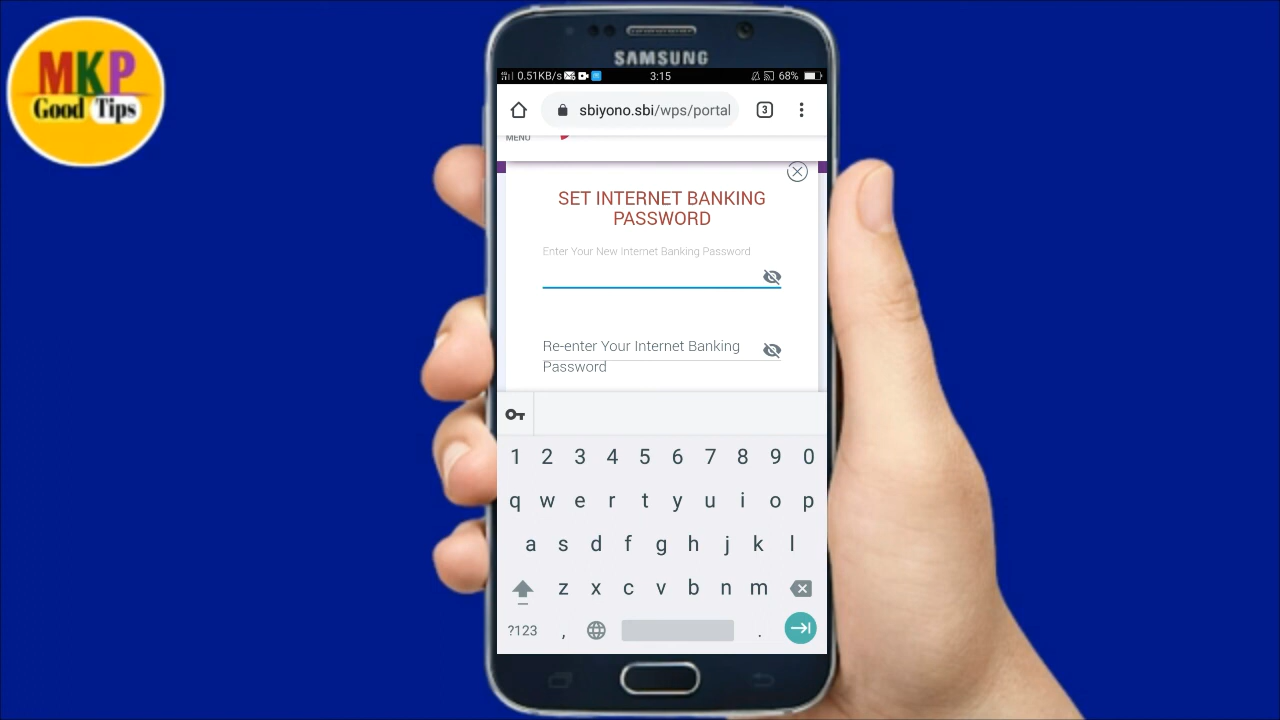 MKP
Good Tips
SAMSUNG
0.51KB/s 3:15 68%
sbiyono.sbi/wps/portal 3
MENU
SET INTERNET BANKING
PASSWORD
Enter Your New Internet Banking Password
Re-enter Your Internet Banking
Password
1 2 3 4 5 6 7 8 9 0
q w e r t y u i o p
a s d f g h j k l
z x c v b n m
?123 , .